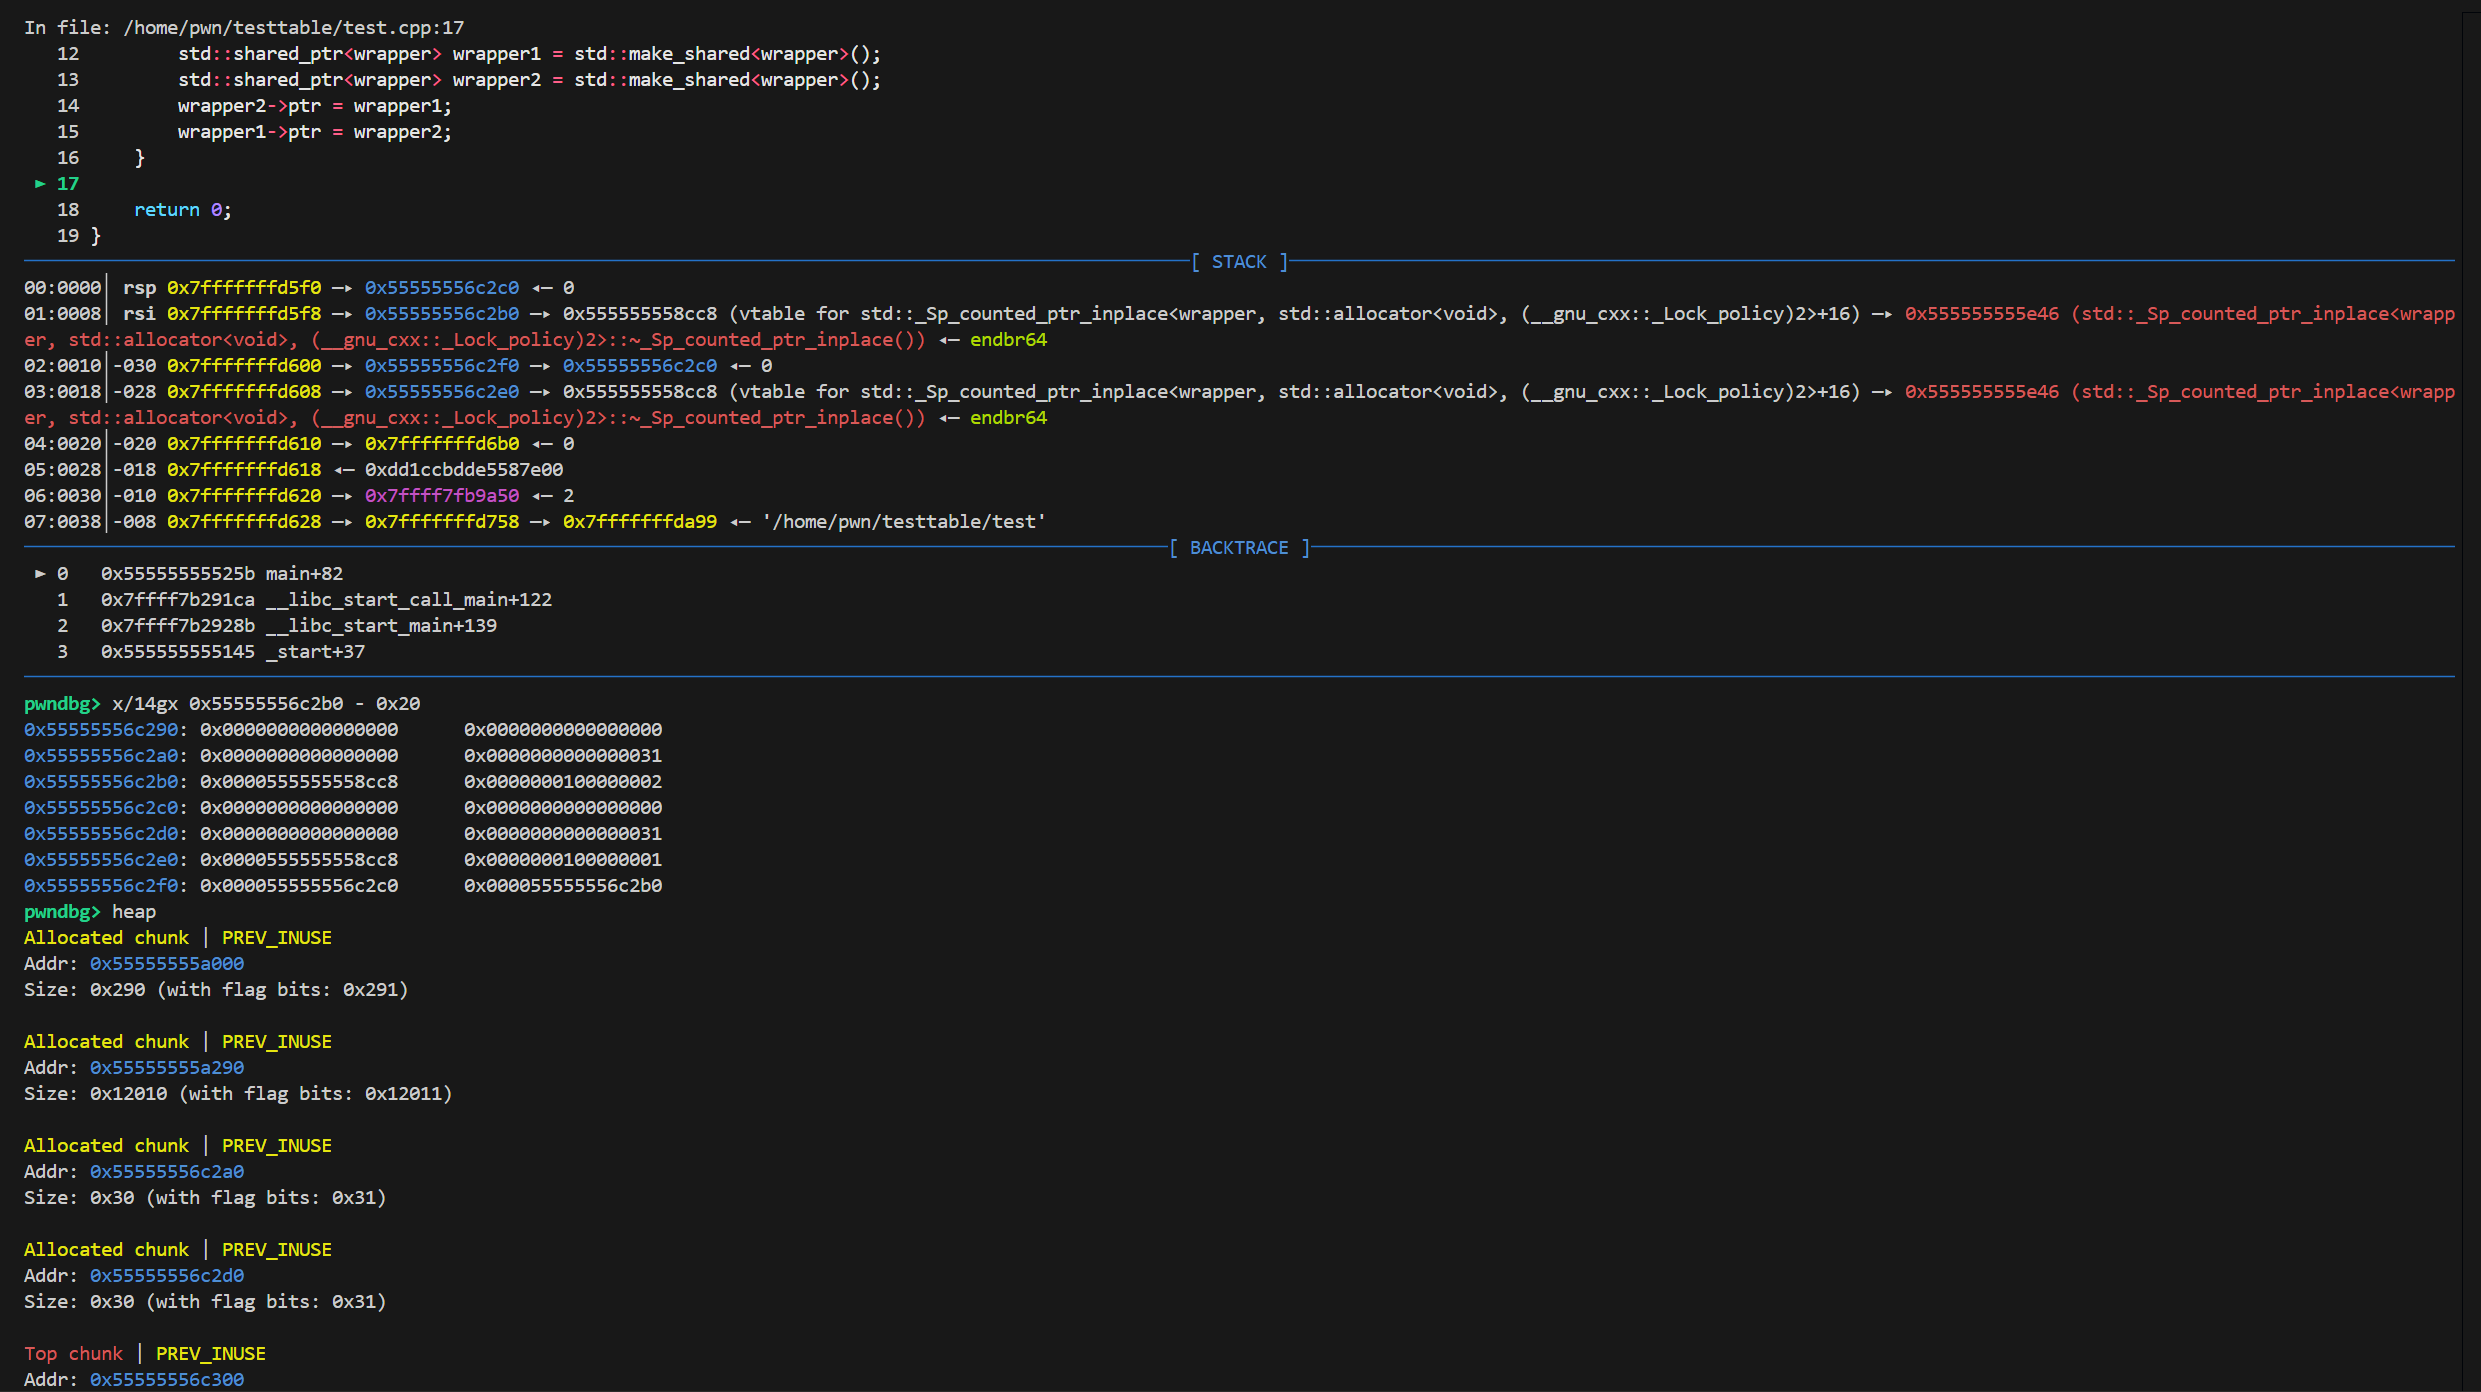 In file: /home/pwn/testtable/test.cpp:17
   12         std::shared_ptr<wrapper> wrapper1 = std::make_shared<wrapper>();
   13         std::shared_ptr<wrapper> wrapper2 = std::make_shared<wrapper>();
   14         wrapper2->ptr = wrapper1;
   15         wrapper1->ptr = wrapper2;
   16     }
 ► 17
   18     return 0;
   19 }
[ STACK ]
00:0000│ rsp 0x7fffffffd5f0 —▸ 0x55555556c2c0 ◂— 0
01:0008│ rsi 0x7fffffffd5f8 —▸ 0x55555556c2b0 —▸ 0x555555558cc8 (vtable for std::_Sp_counted_ptr_inplace<wrapper, std::allocator<void>, (__gnu_cxx::_Lock_policy)2>+16) —▸ 0x555555555e46 (std::_Sp_counted_ptr_inplace<wrapp
er, std::allocator<void>, (__gnu_cxx::_Lock_policy)2>::~_Sp_counted_ptr_inplace()) ◂— endbr64
02:0010│-030 0x7fffffffd600 —▸ 0x55555556c2f0 —▸ 0x55555556c2c0 ◂— 0
03:0018│-028 0x7fffffffd608 —▸ 0x55555556c2e0 —▸ 0x555555558cc8 (vtable for std::_Sp_counted_ptr_inplace<wrapper, std::allocator<void>, (__gnu_cxx::_Lock_policy)2>+16) —▸ 0x555555555e46 (std::_Sp_counted_ptr_inplace<wrapp
er, std::allocator<void>, (__gnu_cxx::_Lock_policy)2>::~_Sp_counted_ptr_inplace()) ◂— endbr64
04:0020│-020 0x7fffffffd610 —▸ 0x7fffffffd6b0 ◂— 0
05:0028│-018 0x7fffffffd618 ◂— 0xdd1ccbdde5587e00
06:0030│-010 0x7fffffffd620 —▸ 0x7ffff7fb9a50 ◂— 2
07:0038│-008 0x7fffffffd628 —▸ 0x7fffffffd758 —▸ 0x7fffffffda99 ◂— '/home/pwn/testtable/test'
[ BACKTRACE ]
 ► 0   0x55555555525b main+82
   1   0x7ffff7b291ca __libc_start_call_main+122
   2   0x7ffff7b2928b __libc_start_main+139
   3   0x555555555145 _start+37
pwndbg> x/14gx 0x55555556c2b0 - 0x20
0x55555556c290: 0x0000000000000000      0x0000000000000000
0x55555556c2a0: 0x0000000000000000      0x0000000000000031
0x55555556c2b0: 0x0000555555558cc8      0x0000000100000002
0x55555556c2c0: 0x0000000000000000      0x0000000000000000
0x55555556c2d0: 0x0000000000000000      0x0000000000000031
0x55555556c2e0: 0x0000555555558cc8      0x0000000100000001
0x55555556c2f0: 0x000055555556c2c0      0x000055555556c2b0
pwndbg> heap
Allocated chunk | PREV_INUSE
Addr: 0x55555555a000
Size: 0x290 (with flag bits: 0x291)
Allocated chunk | PREV_INUSE
Addr: 0x55555555a290
Size: 0x12010 (with flag bits: 0x12011)
Allocated chunk | PREV_INUSE
Addr: 0x55555556c2a0
Size: 0x30 (with flag bits: 0x31)
Allocated chunk | PREV_INUSE
Addr: 0x55555556c2d0
Size: 0x30 (with flag bits: 0x31)
Top chunk | PREV_INUSE
Addr: 0x55555556c300